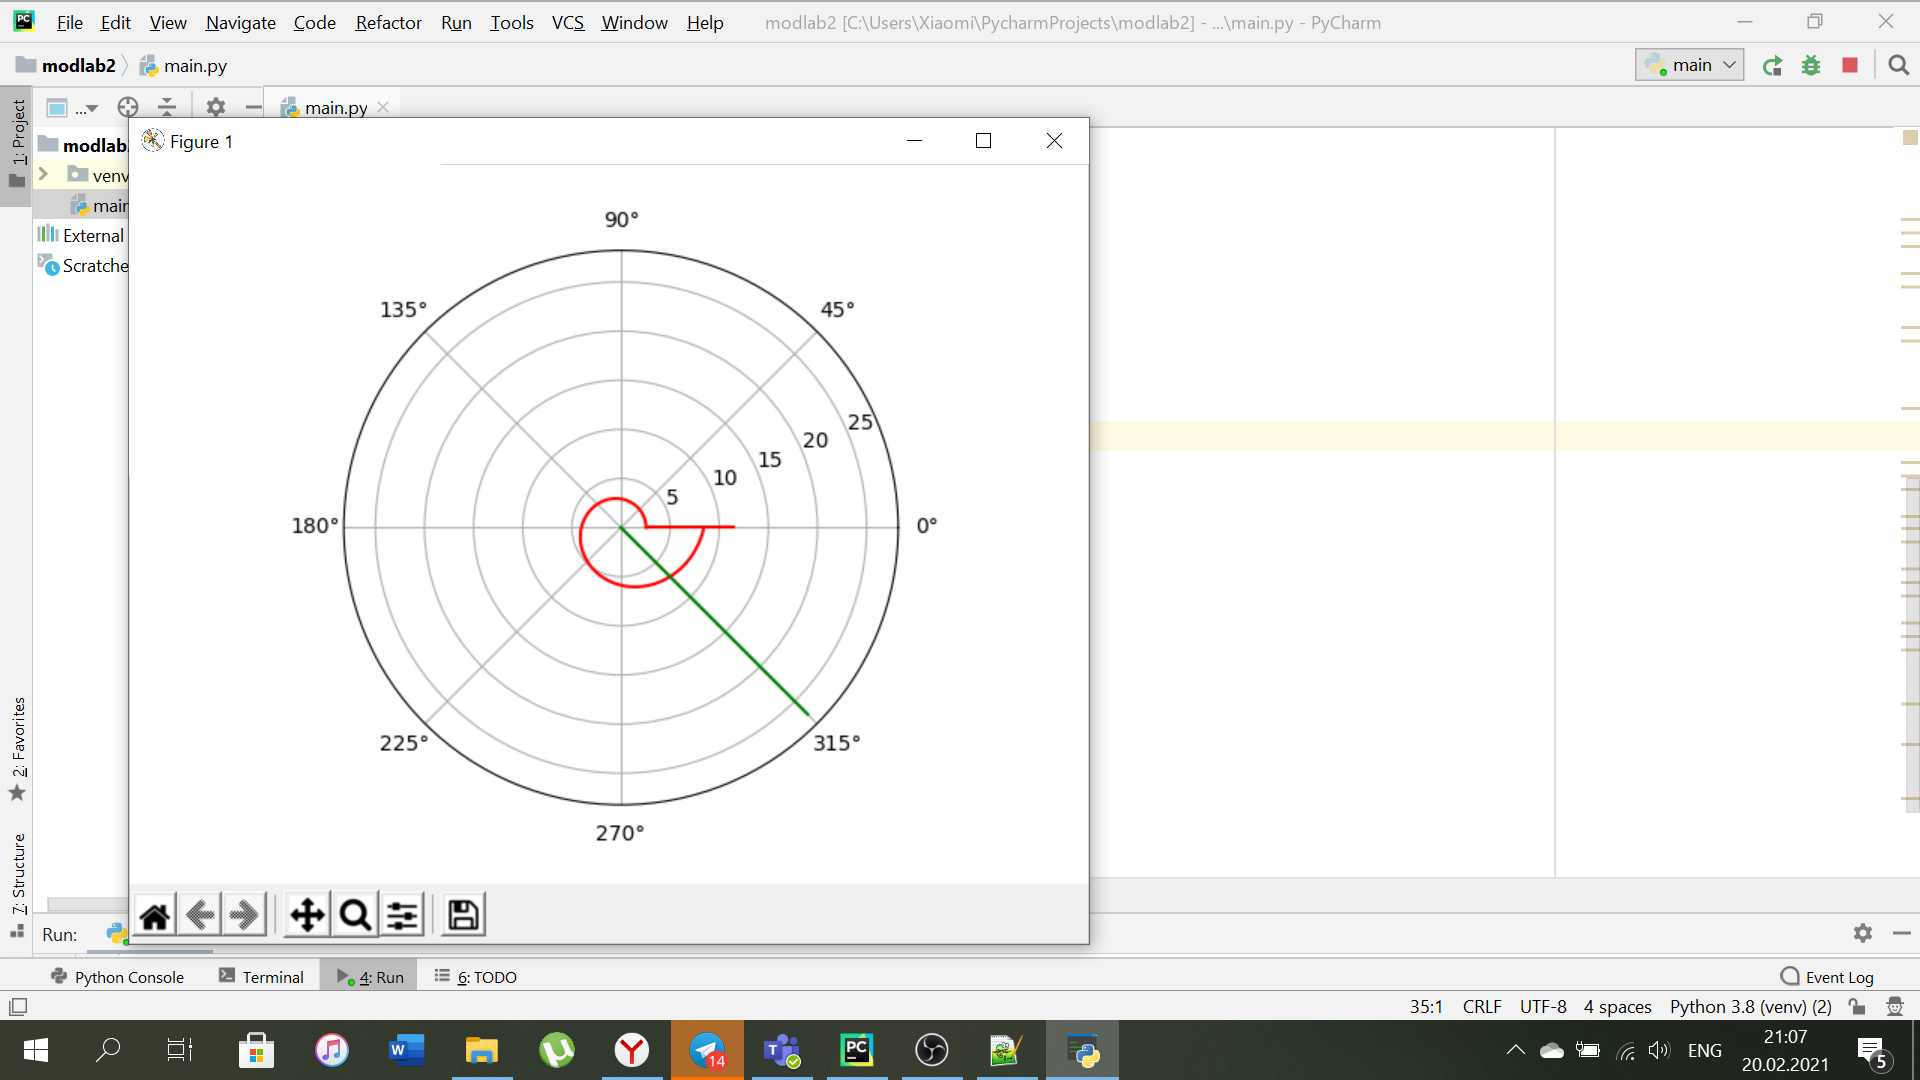 PC File Edit View Navigate Code Refactor Run Tools VCS Window Help modlab2 [C:\Users\Xiaomi\PycharmProjects\modlab2] - ...\main.py - PyCharm
modlab2 main.py main
1: Project ... main.py
modlab
venv
main
External
Scratche
Figure 1
90°
135° 45°
25
20
15
10
5
180° 0°
225° 315°
270°
2: Favorites
7: Structure
Run:
Python Console Terminal 4: Run 6: TODO Event Log
35:1 CRLF UTF-8 4 spaces Python 3.8 (venv) (2)
W Y 14 T PC ENG 21:07
20.02.2021 5